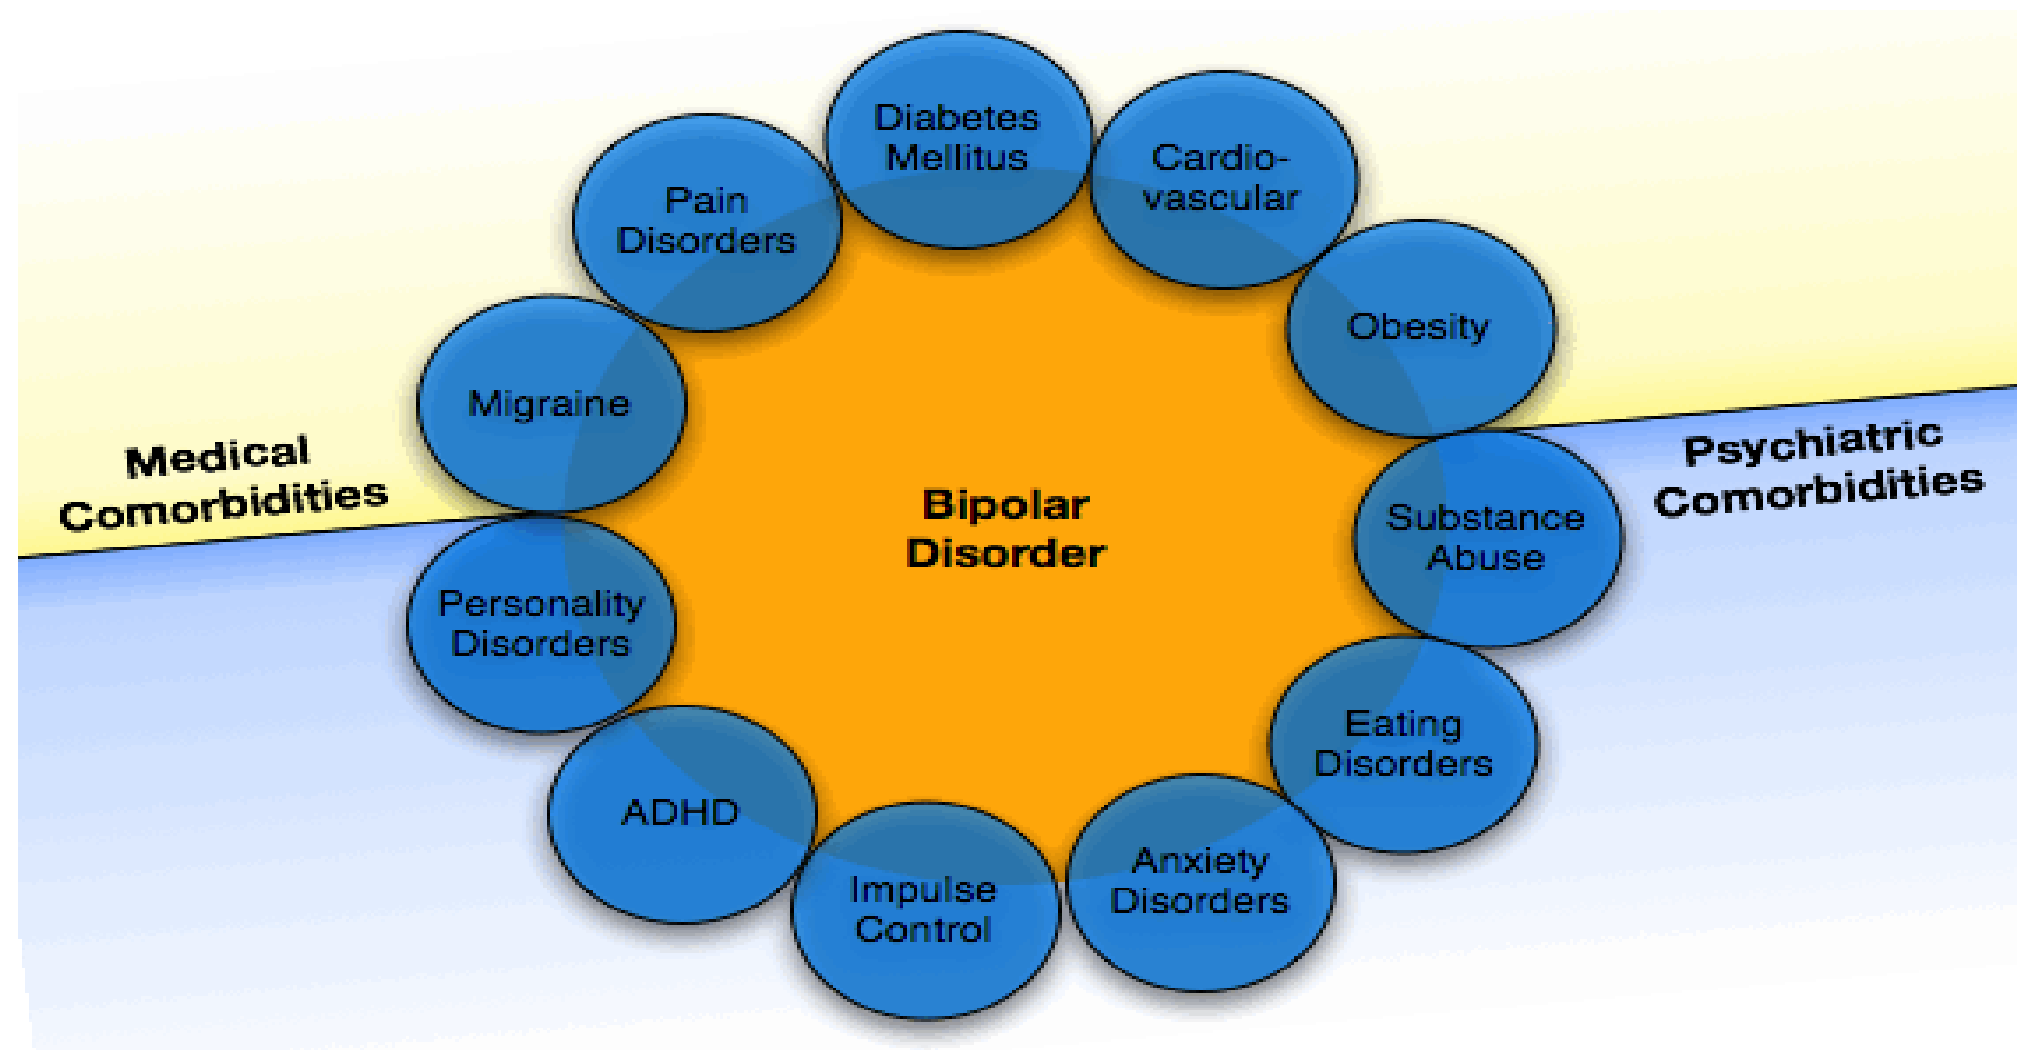 Diabetes
Mellitus
Cardio-
vascular
Pain
Disorders
Obesity
Migraine
Medical
Comorbidities
Psychiatric
Comorbidities
Bipolar
Disorder
Substance
Abuse
Personality
Disorders
Eating
Disorders
ADHD
Anxiety
Disorders
Impulse
Control